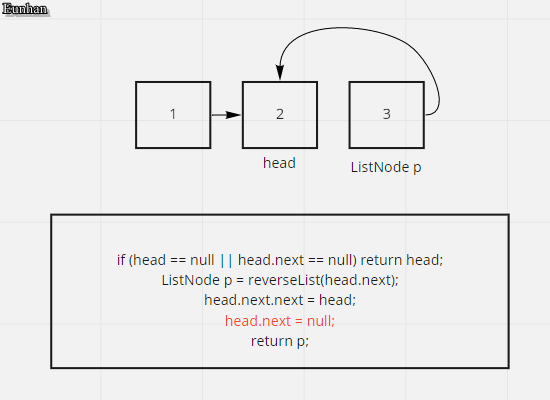 Eunhan
1
2
3
head
ListNode p
if (head == null || head.next == null) return head;
ListNode p = reverseList(head.next);
head.next.next = head;
head.next = null;
return p;